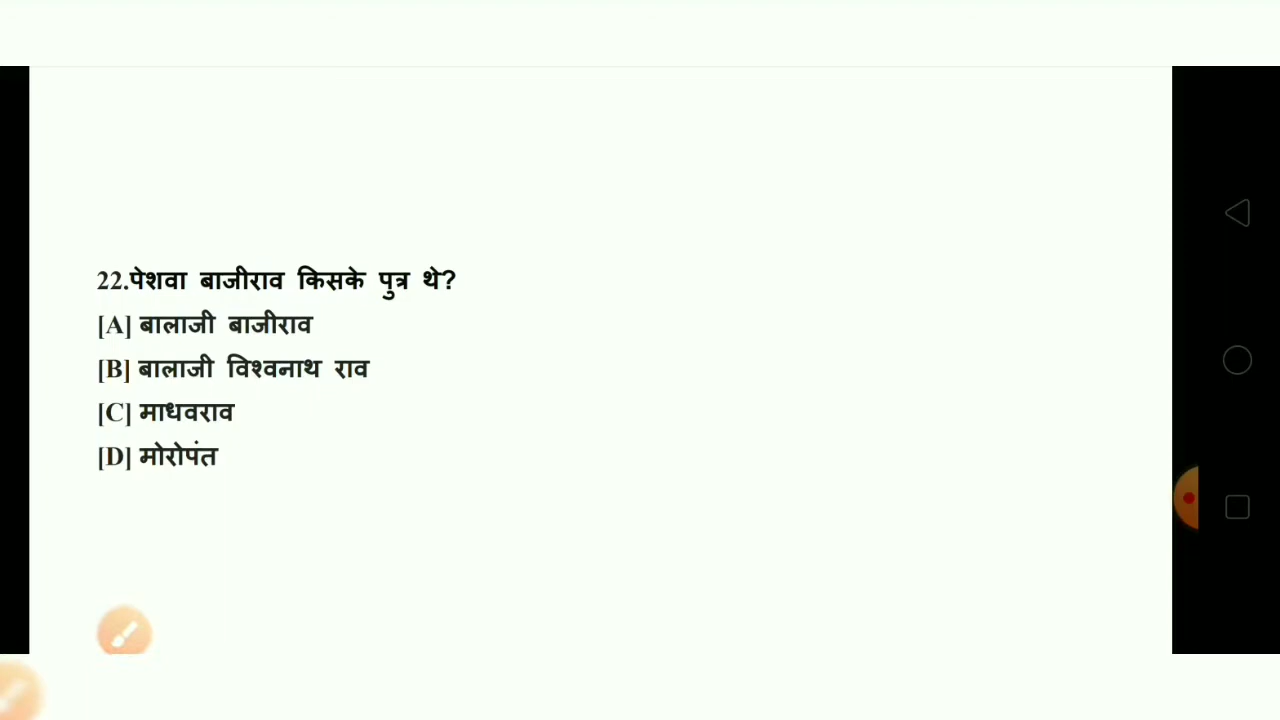 22.पेशवा बाजीराव किसके पुत्र थे?
[A] बालाजी बाजीराव
[B] बालाजी विश्वनाथ राव
[C] माधवराव
[D] मोरोपंत